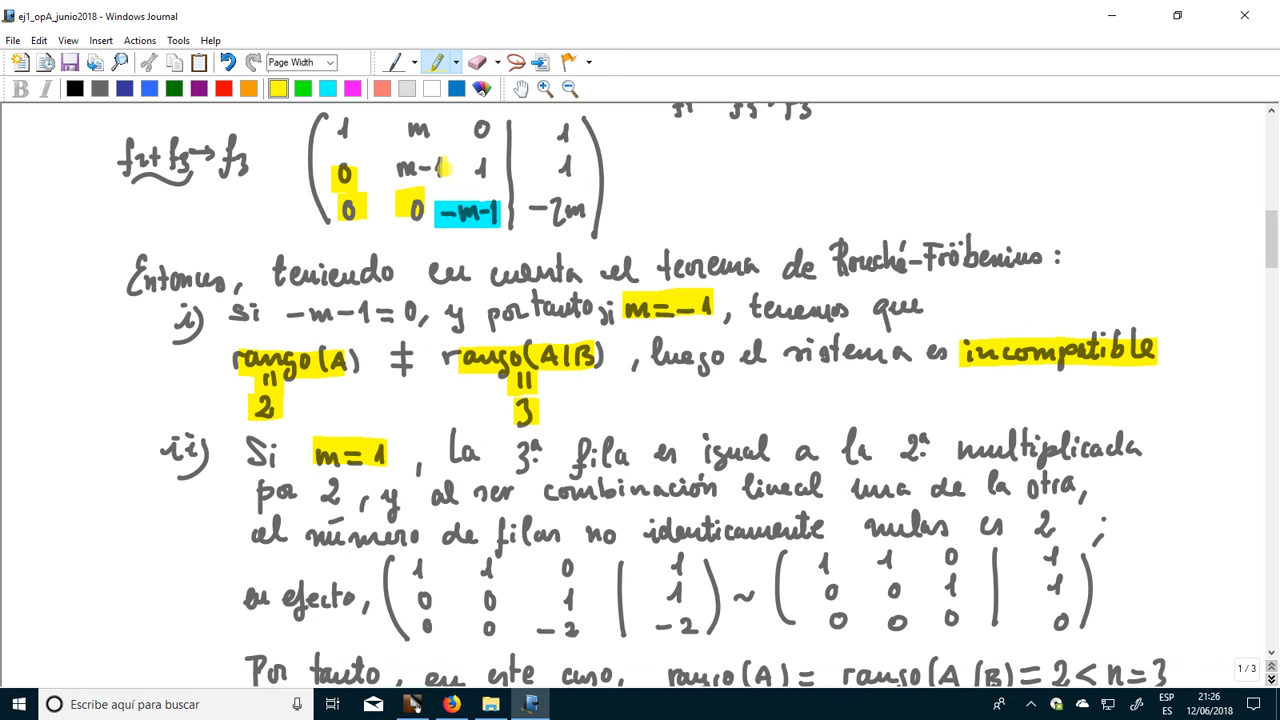 ej1_opA_junio2018 - Windows Journal
File Edit View Insert Actions Tools Help
Page Width
B I
f2+f3→f3 ( 1 m 0 | 1 )
0 m-1 1 | 1
0 0 -m-1 | -2m
Entonces, teniendo en cuenta el teorema de Rouché-Fröbenius:
i) Si -m-1=0, y por tanto si m=-1, tenemos que
rango(A) ≠ rango(A|B), luego el sistema es incompatible
= =
2 3
ii) Si m=1, la 3ª fila es igual a la 2ª multiplicada
por 2, y al ser combinación lineal una de la otra,
el número de filas no identicamente nulas es 2;
en efecto, ( 1 1 0 | 1 ) ~ ( 1 1 0 | 1 )
0 0 1 | 1 0 0 1 | 1
0 0 -2 | -2 0 0 0 | 0
Por tanto, en este caso, rango(A) = rango(A|B) = 2 < n = 3
1 / 3
Escribe aquí para buscar
ESP
ES
21:26
12/06/2018